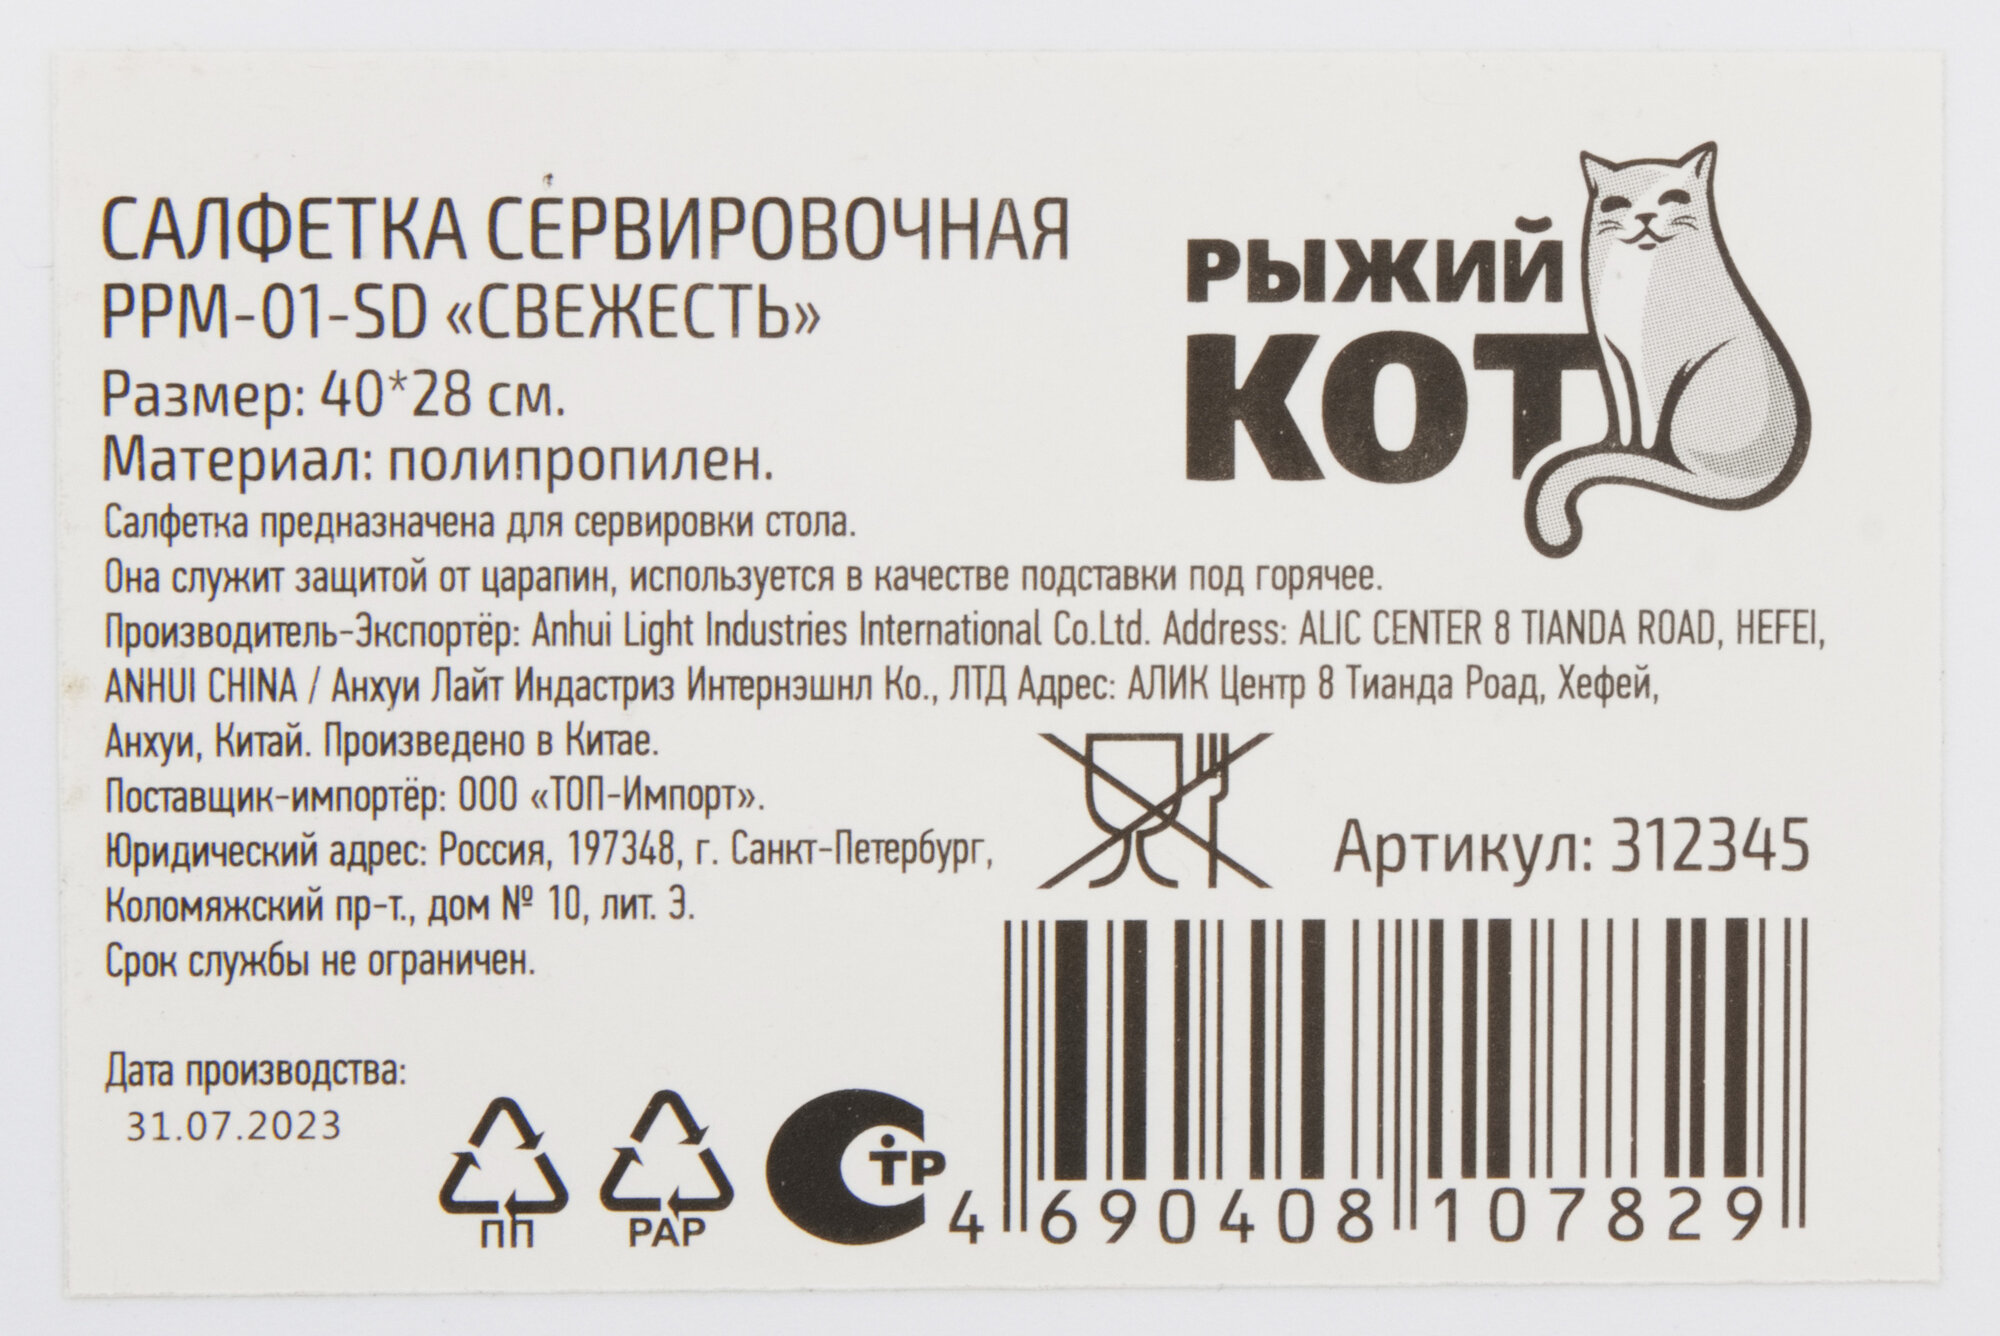 САЛФЕТКА СЕРВИРОВОЧНАЯ
PPM-01-SD «СВЕЖЕСТЬ»
Размер: 40*28 см.
Материал: полипропилен.
РЫЖИЙ
КОТ
Салфетка предназначена для сервировки стола.
Она служит защитой от царапин, используется в качестве подставки под горячее.
Производитель-Экспортёр: Anhui Light Industries International Co.Ltd. Address: ALIC CENTER 8 TIANDA ROAD, HEFEI,
ANHUI CHINA / Анхуи Лайт Индастриз Интернэшнл Ко., ЛТД Адрес: АЛИК Центр 8 Тианда Роад, Хефей,
Анхуи, Китай. Произведено в Китае.
Поставщик-импортёр: ООО «ТОП-Импорт».
Юридический адрес: Россия, 197348, г. Санкт-Петербург,
Коломяжский пр-т., дом № 10, лит. Э.
Срок службы не ограничен.
Артикул: 312345
Дата производства:
31.07.2023
ПП
PAP
СТР
4 690408 107829